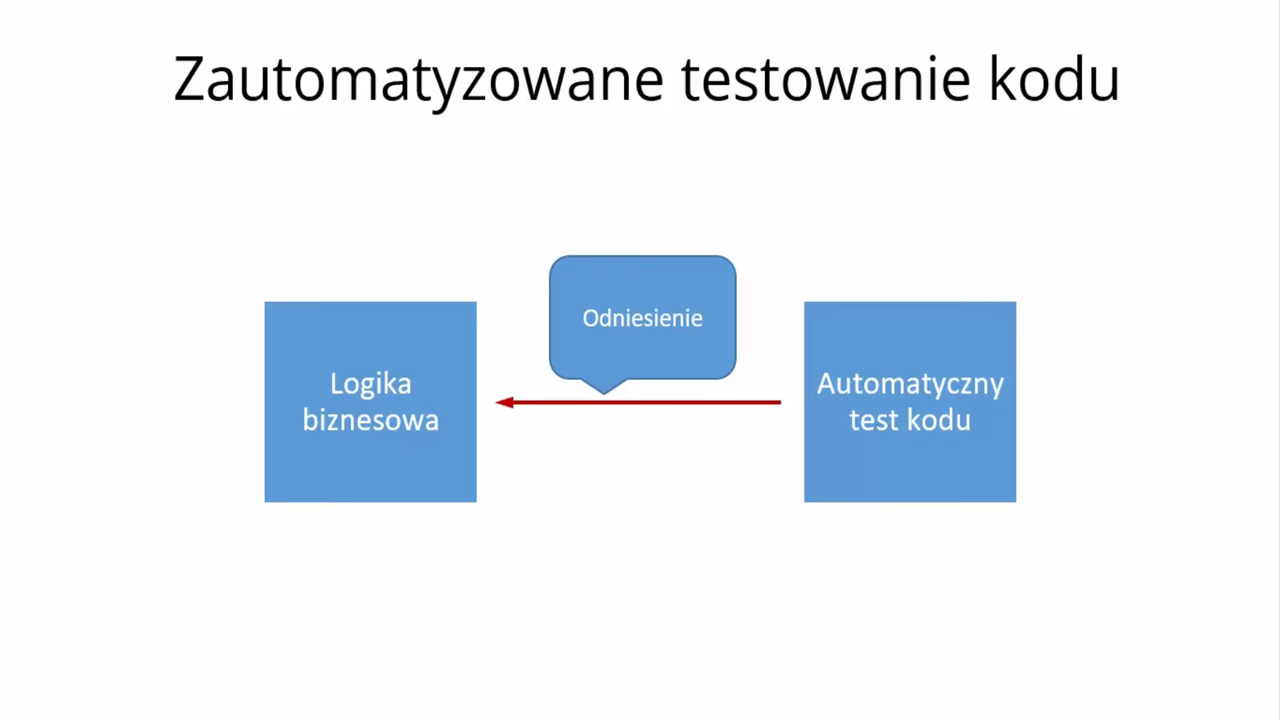 Zautomatyzowane testowanie kodu
Odniesienie
Logika
biznesowa
Automatyczny
test kodu